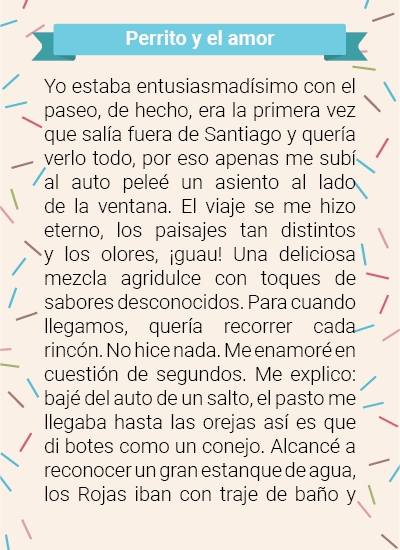 Perrito y el amor
Yo estaba entusiasmadísimo con el
paseo, de hecho, era la primera vez
que salía fuera de Santiago y quería
verlo todo, por eso apenas me subí
al auto peleé un asiento al lado
de la ventana. El viaje se me hizo
eterno, los paisajes tan distintos
y los olores, ¡guau! Una deliciosa
mezcla agridulce con toques de
sabores desconocidos. Para cuando
llegamos, quería recorrer cada
rincón. No hice nada. Me enamoré en
cuestión de segundos. Me explico:
bajé del auto de un salto, el pasto me
llegaba hasta las orejas así es que
di botes como un conejo. Alcancé a
reconocer un gran estanque de agua,
los Rojas iban con traje de baño y